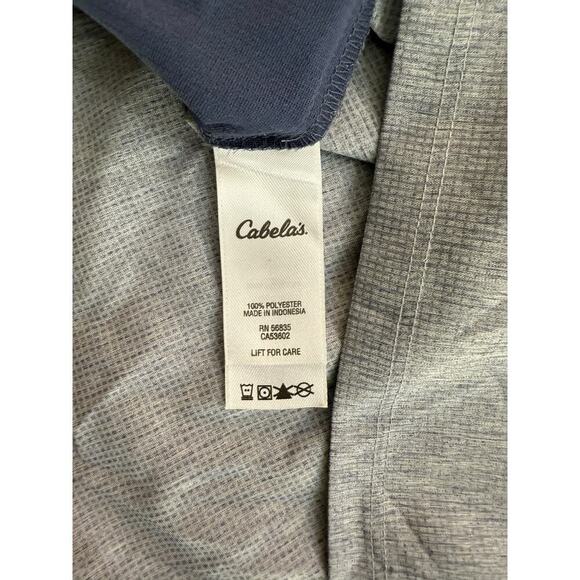 Cabela's.
100% POLYESTER
MADE IN INDONESIA
RN 56835
CA53602
LIFT FOR CARE